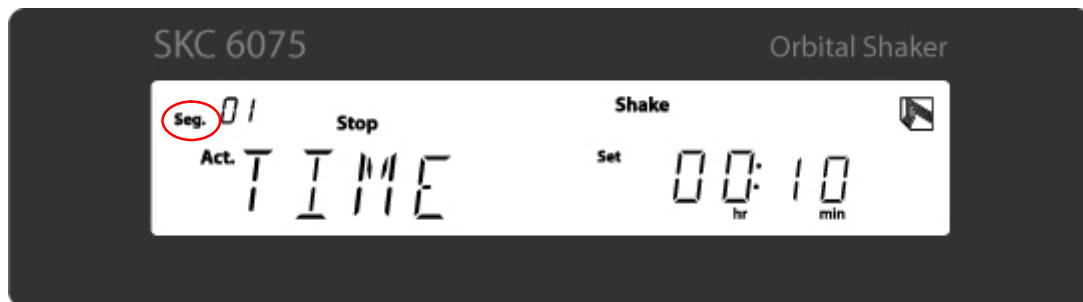 SKC 6075 Orbital Shaker
Seg. 01 Stop Shake
Act. TIME Set 00:10
hr min